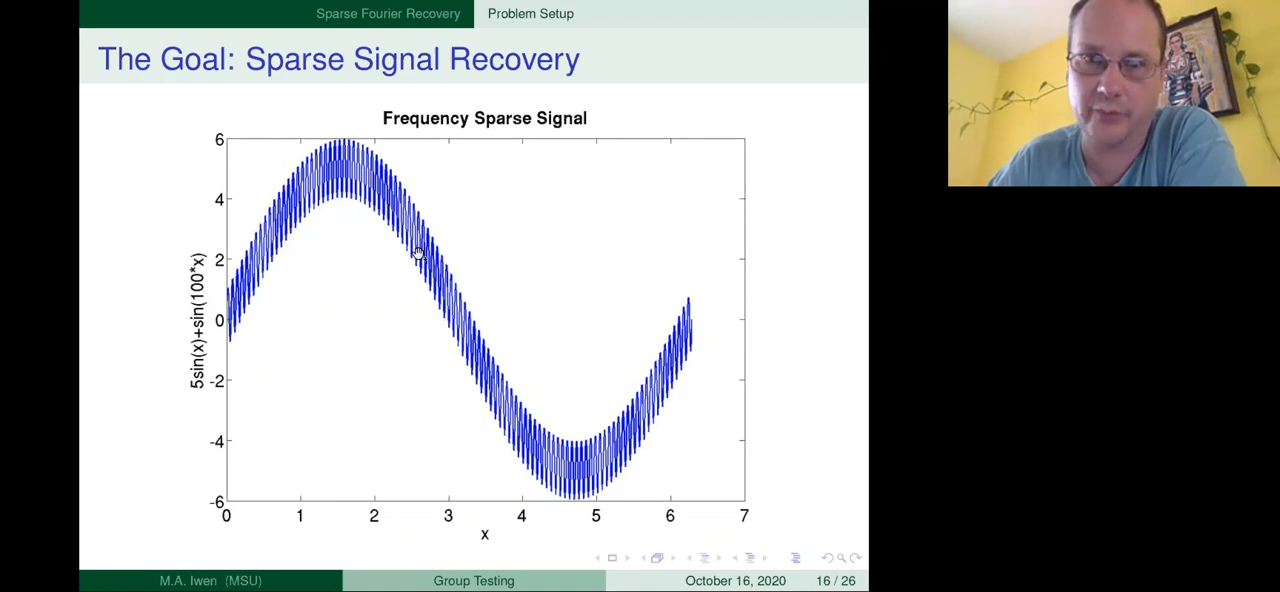 Sparse Fourier Recovery Problem Setup
The Goal: Sparse Signal Recovery
Frequency Sparse Signal
6
4
2
0
-2
-4
-6
5sin(x)+sin(100*x)
0 1 2 3 4 5 6 7
x
M.A. Iwen (MSU) Group Testing October 16, 2020 16 / 26